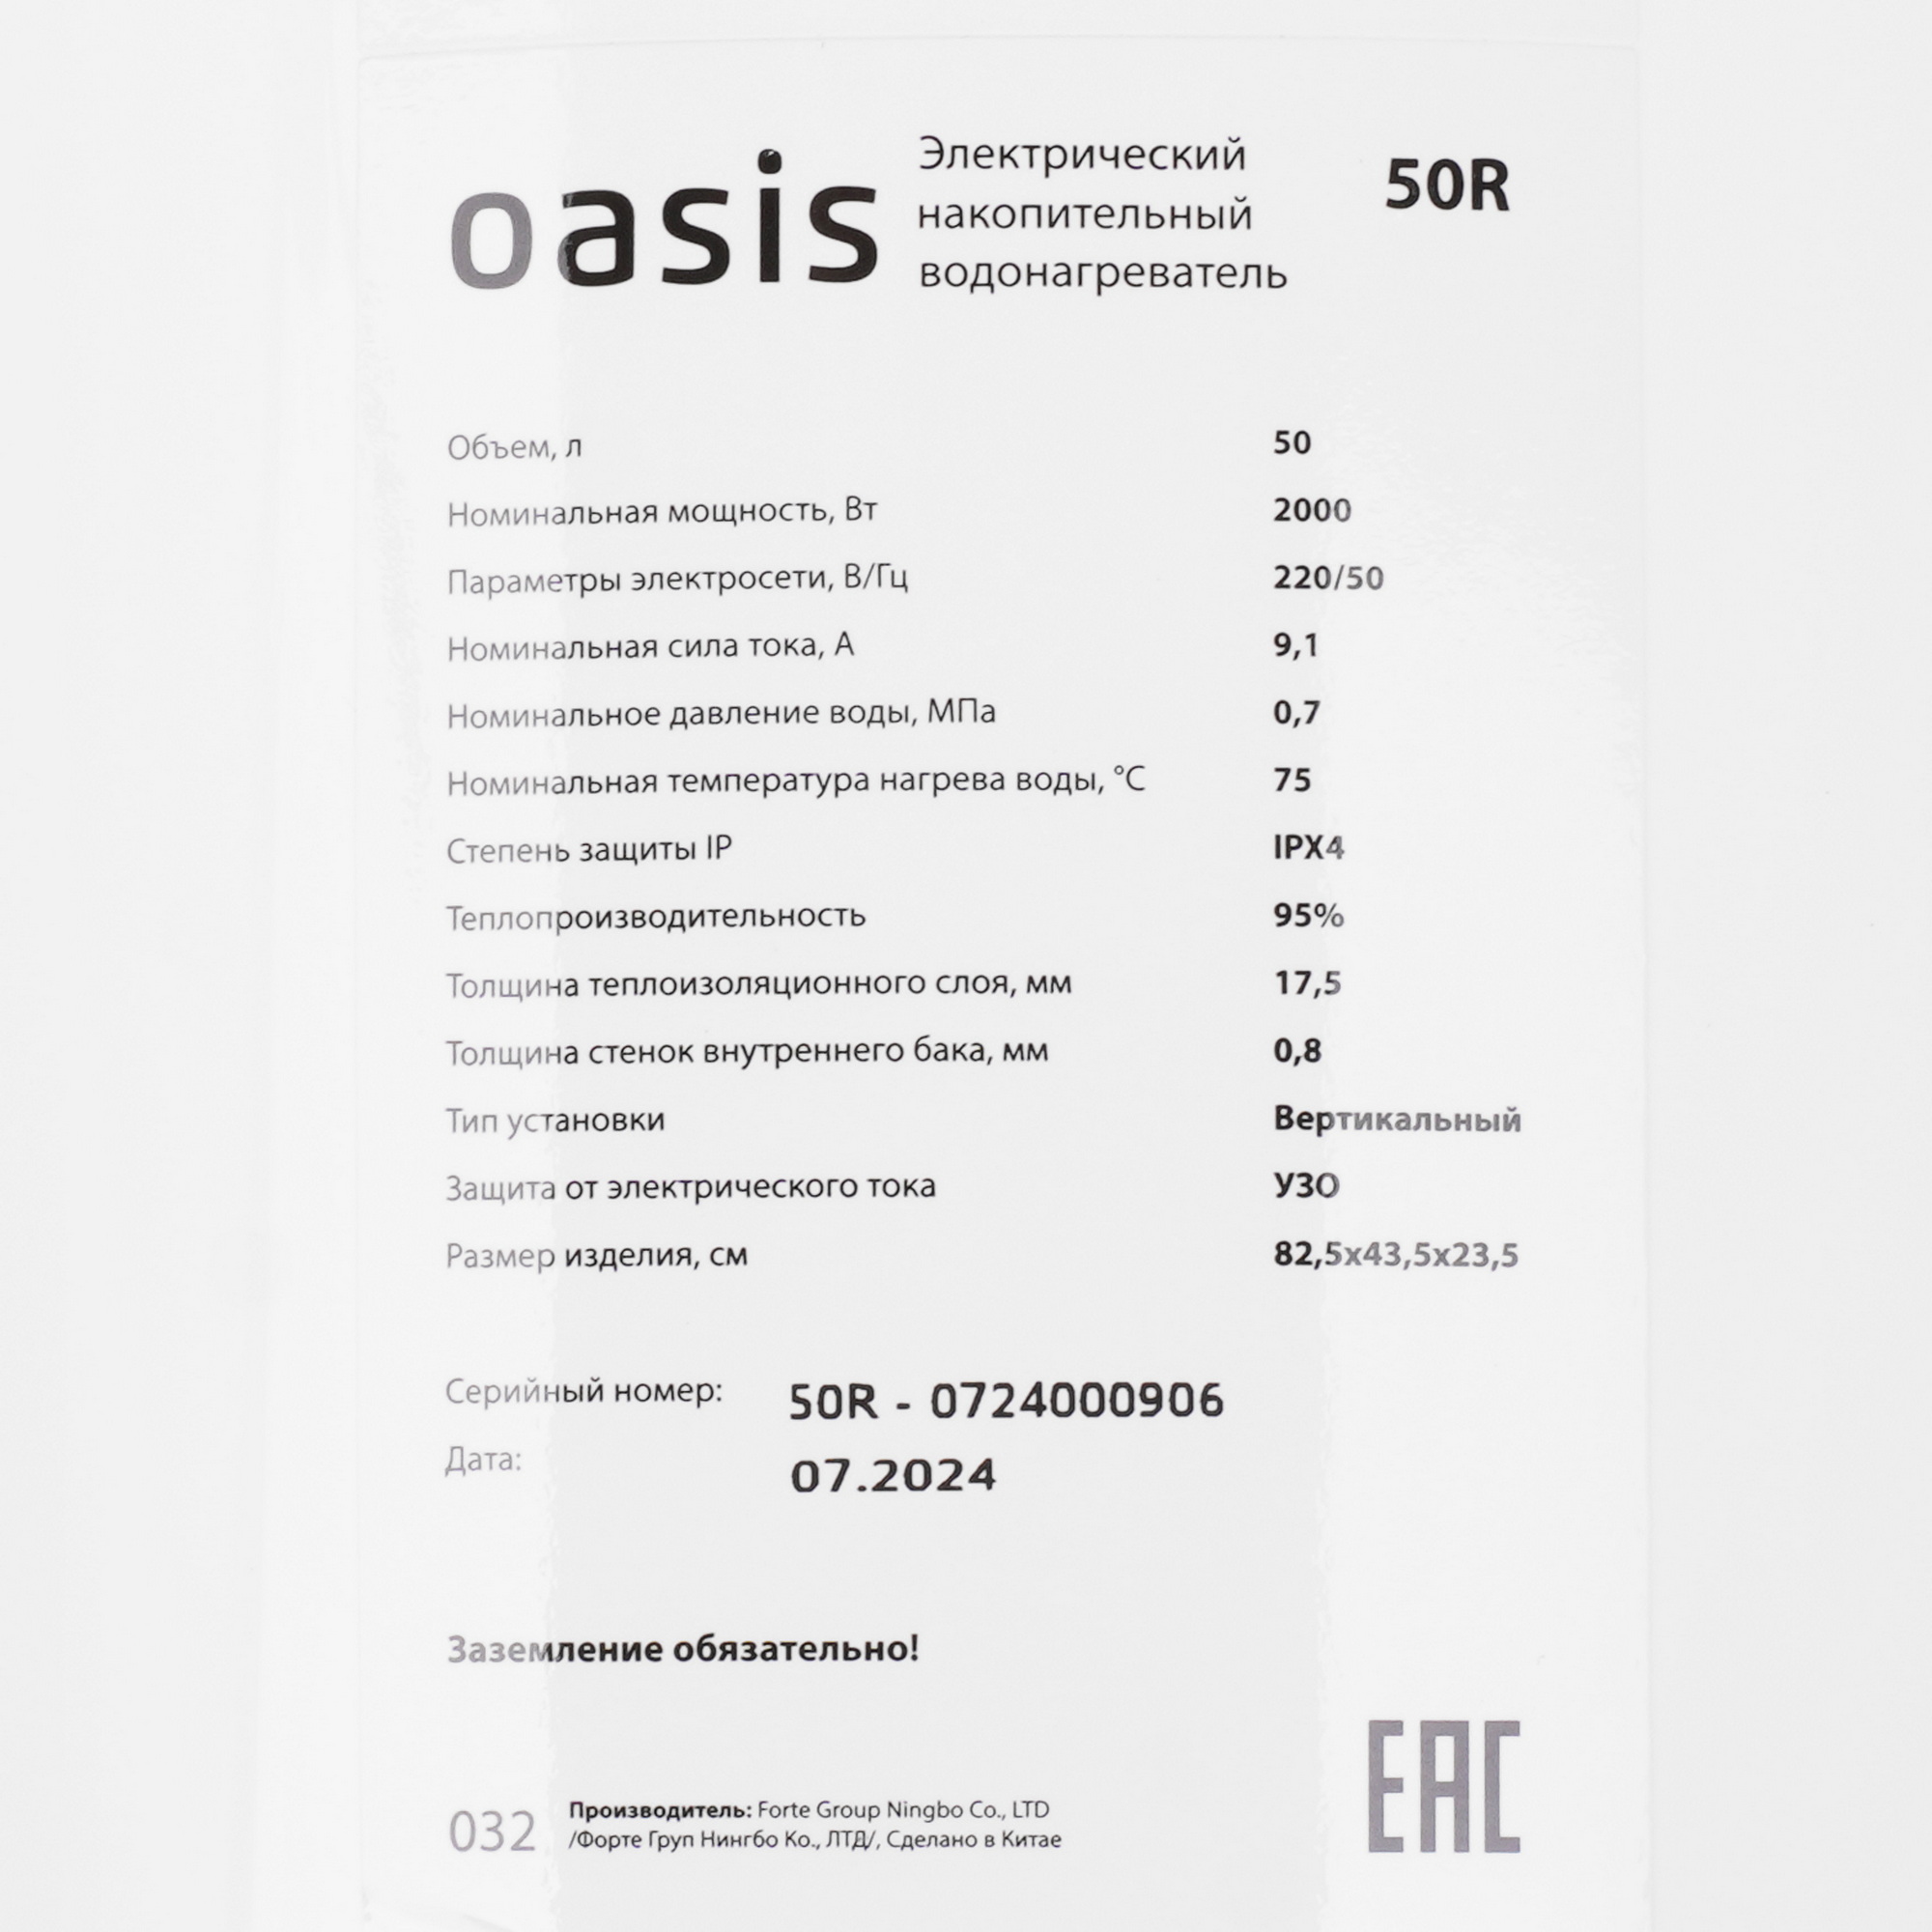 oasis
Электрический
накопительный
водонагреватель
50R
Объем, л 50
Номинальная мощность, Вт 2000
Параметры электросети, В/Гц 220/50
Номинальная сила тока, А 9,1
Номинальное давление воды, МПа 0,7
Номинальная температура нагрева воды, °С 75
Степень защиты IP IPX4
Теплопроизводительность 95%
Толщина теплоизоляционного слоя, мм 17,5
Толщина стенок внутреннего бака, мм 0,8
Тип установки Вертикальный
Защита от электрического тока УЗО
Размер изделия, см 82,5x43,5x23,5
Серийный номер: 50R - 0724000906
Дата: 07.2024
Заземление обязательно!
032
Производитель: Forte Group Ningbo Co., LTD
/Форте Груп Нингбо Ко., ЛТД/, Сделано в Китае
EAC